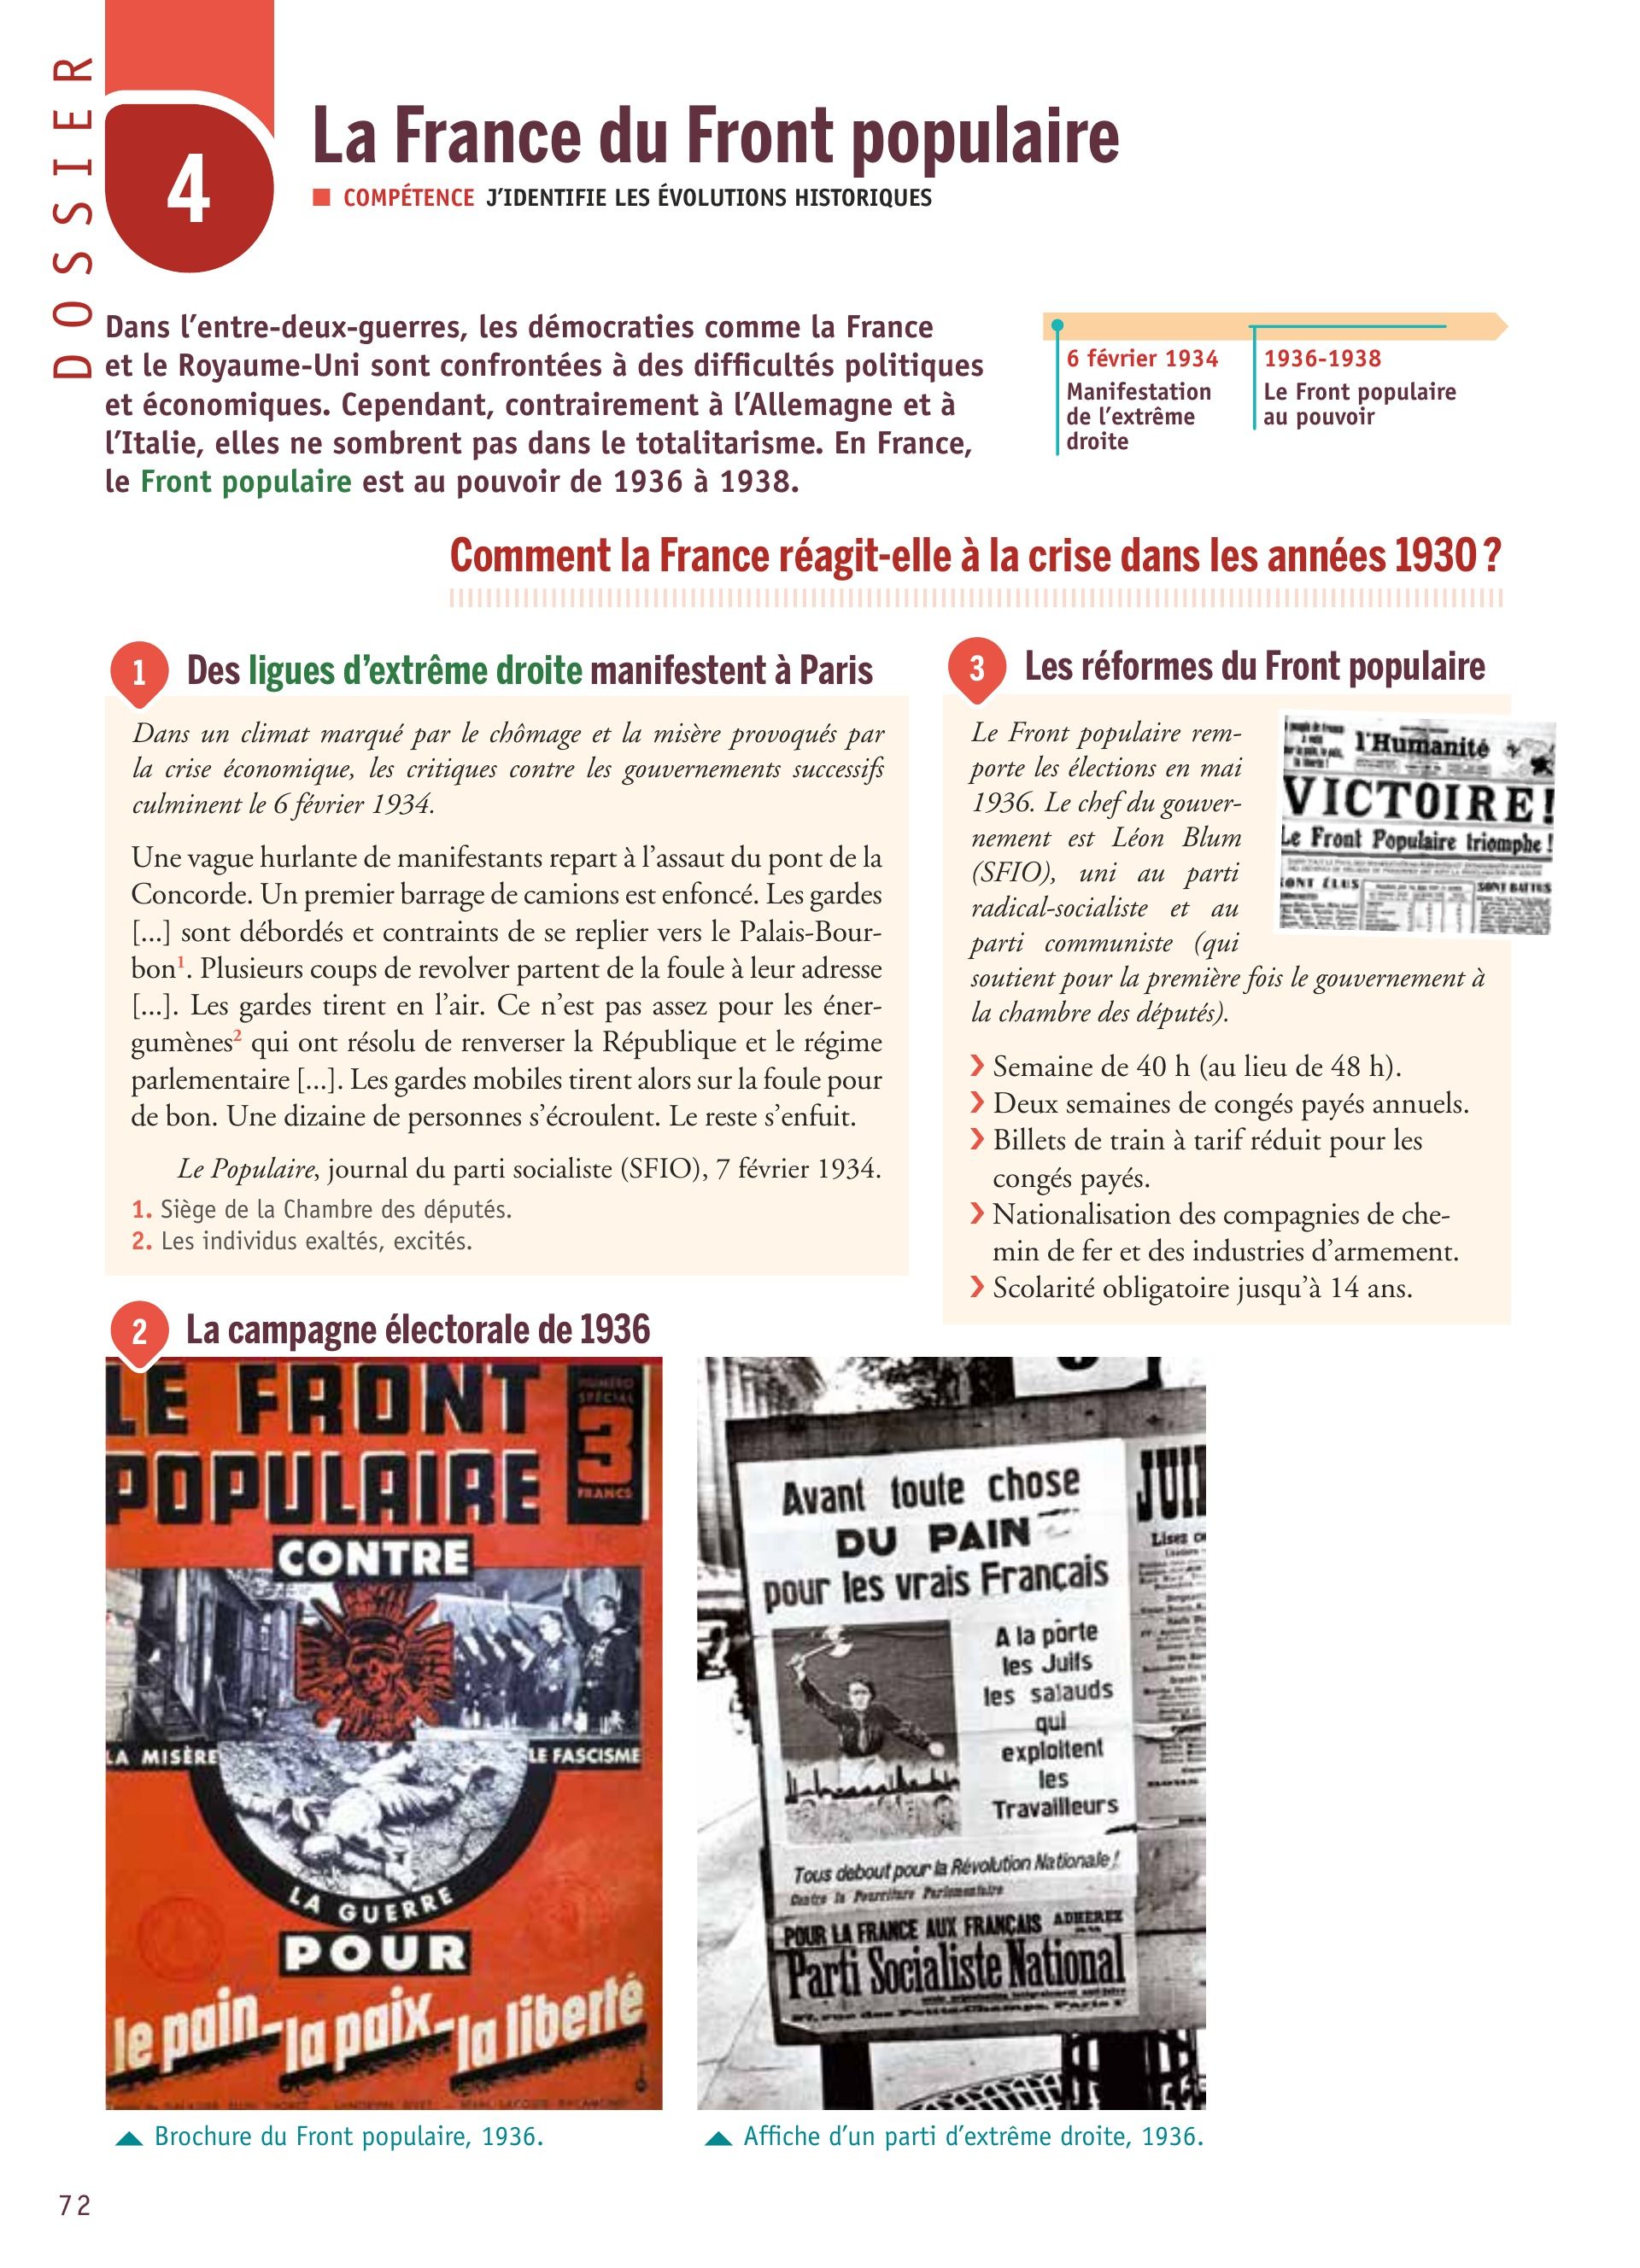 DOSSIER
4
La France du Front populaire
COMPÉTENCE J’IDENTIFIE LES ÉVOLUTIONS HISTORIQUES
Dans l’entre-deux-guerres, les démocraties comme la France
et le Royaume-Uni sont confrontées à des difficultés politiques
et économiques. Cependant, contrairement à l’Allemagne et à
l’Italie, elles ne sombrent pas dans le totalitarisme. En France,
le Front populaire est au pouvoir de 1936 à 1938.
6 février 1934
Manifestation
de l’extrême
droite
1936-1938
Le Front populaire
au pouvoir
Comment la France réagit-elle à la crise dans les années 1930 ?
1 Des ligues d’extrême droite manifestent à Paris
Dans un climat marqué par le chômage et la misère provoqués par
la crise économique, les critiques contre les gouvernements successifs
culminent le 6 février 1934.
Une vague hurlante de manifestants repart à l’assaut du pont de la
Concorde. Un premier barrage de camions est enfoncé. Les gardes
[...] sont débordés et contraints de se replier vers le Palais-Bour-
bon¹. Plusieurs coups de revolver partent de la foule à leur adresse
[...]. Les gardes tirent en l’air. Ce n’est pas assez pour les éner-
gumènes² qui ont résolu de renverser la République et le régime
parlementaire [...]. Les gardes mobiles tirent alors sur la foule pour
de bon. Une dizaine de personnes s’écroulent. Le reste s’enfuit.
Le Populaire, journal du parti socialiste (SFIO), 7 février 1934.
1. Siège de la Chambre des députés.
2. Les individus exaltés, excités.
3 Les réformes du Front populaire
Le Front populaire rem-
porte les élections en mai
1936. Le chef du gouver-
nement est Léon Blum
(SFIO), uni au parti
radical-socialiste et au
parti communiste (qui
soutient pour la première fois le gouvernement à
la chambre des députés).
l'Humanité
VICTOIRE!
Le Front Populaire triomphe !
SONT ÉLUS
SONT BATTUS
❯ Semaine de 40 h (au lieu de 48 h).
❯ Deux semaines de congés payés annuels.
❯ Billets de train à tarif réduit pour les
congés payés.
❯ Nationalisation des compagnies de che-
min de fer et des industries d’armement.
❯ Scolarité obligatoire jusqu’à 14 ans.
2 La campagne électorale de 1936
LE FRONT
POPULAIRE
NUMÉRO
SPÉCIAL
3
FRANCS
CONTRE
LA MISÈRE
LE FASCISME
LA GUERRE
POUR
le pain-la paix-la liberté
Avant toute chose
DU PAIN
pour les vrais Français
A la porte
les Juifs
les salauds
qui
exploitent
les
Travailleurs
Tous debout pour la Révolution Nationale !
Contre la Pourriture Parlementaire
POUR LA FRANCE AUX FRANÇAIS ADHEREZ
Parti Socialiste National
JUI
Lisez
▲ Brochure du Front populaire, 1936.
▲ Affiche d’un parti d’extrême droite, 1936.
72